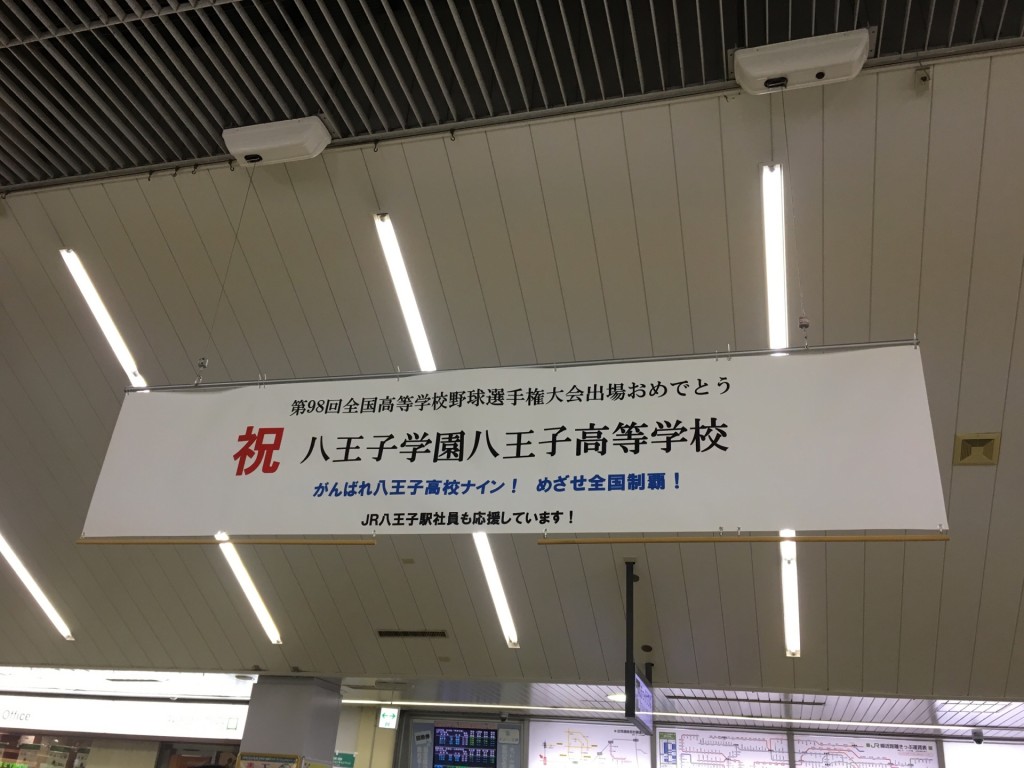 第98回全国高等学校野球選手権大会出場おめでとう
祝 八王子学園八王子高等学校
がんばれ八王子高校ナイン! めざせ全国制覇!
JR八王子駅社員も応援しています!
Office